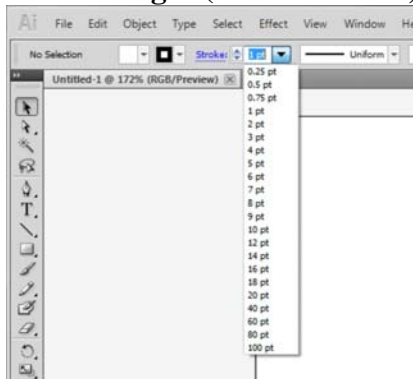 Ai File Edit Object Type Select Effect View Window He
No Selection Stroke: 1 pt Uniform
Untitled-1 @ 172% (RGB/Preview)
0.25 pt
0.5 pt
0.75 pt
1 pt
2 pt
3 pt
4 pt
5 pt
6 pt
7 pt
8 pt
9 pt
10 pt
12 pt
14 pt
16 pt
18 pt
20 pt
40 pt
60 pt
80 pt
100 pt